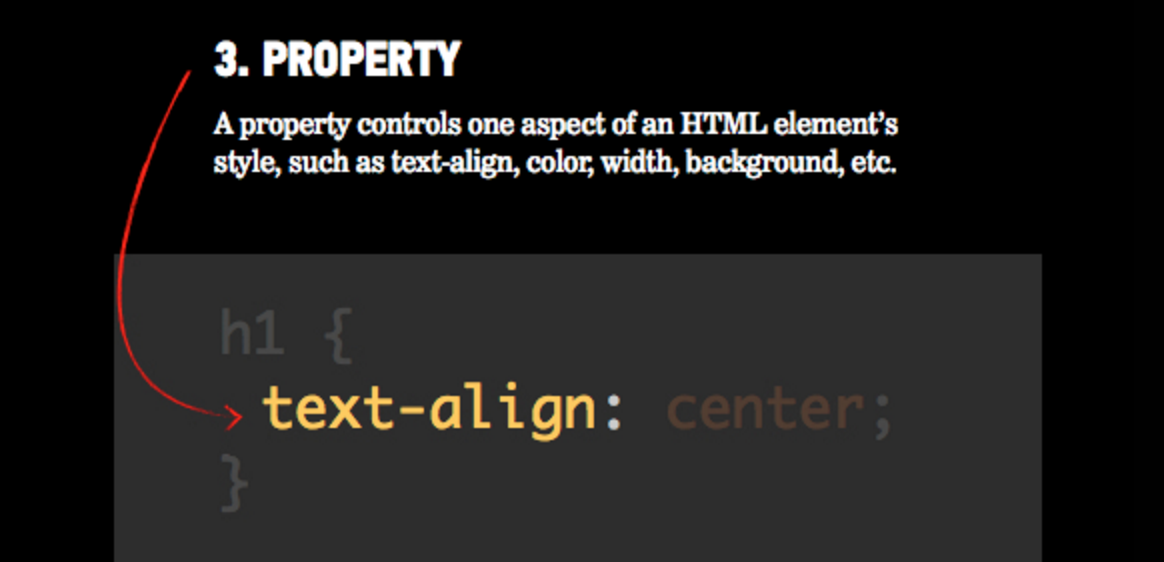 3. PROPERTY
A property controls one aspect of an HTML element’s
style, such as text-align, color, width, background, etc.
h1 {
text-align: center;
}